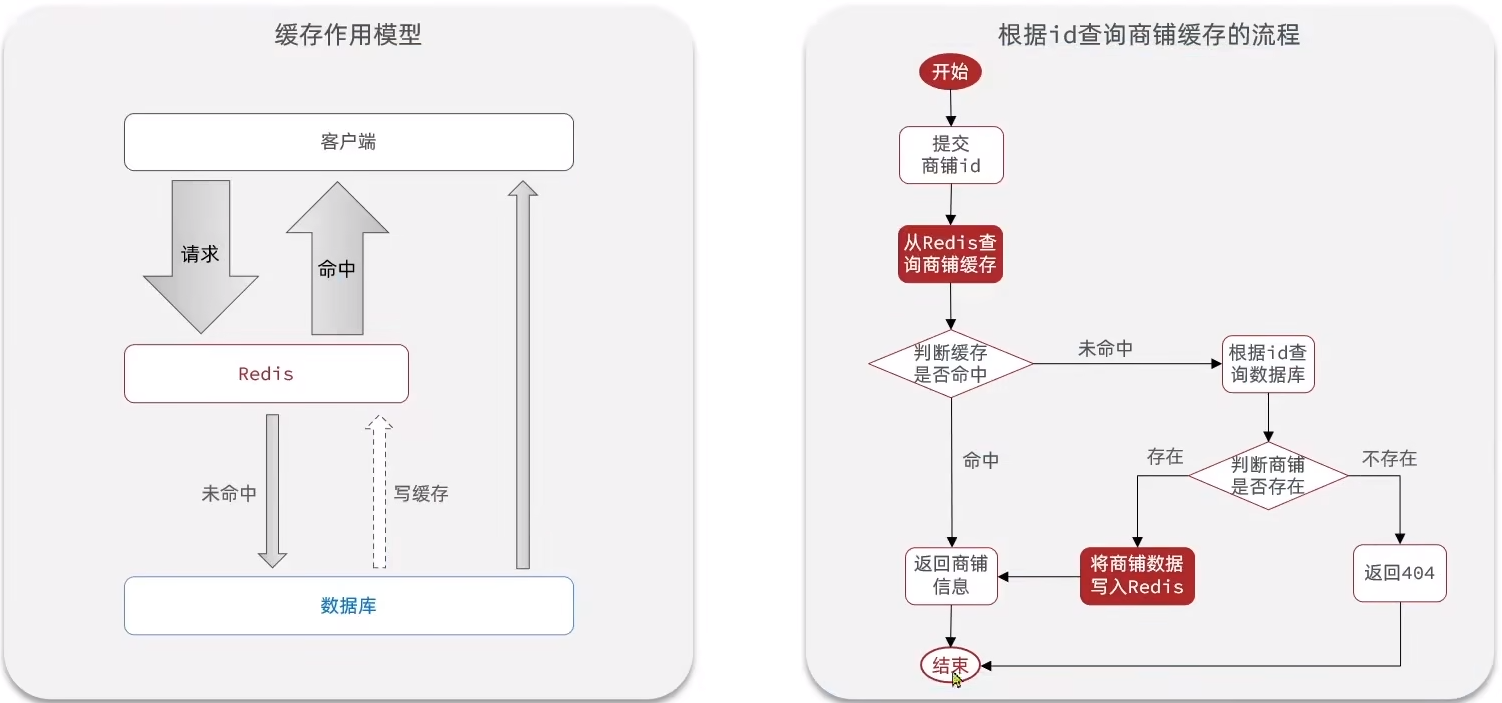 缓存作用模型
客户端
请求
命中
Redis
未命中
写缓存
数据库
根据id查询商铺缓存的流程
开始
提交
商铺id
从Redis查
询商铺缓存
判断缓存
是否命中
未命中
根据id查
询数据库
命中
存在
判断商铺
是否存在
不存在
返回商铺
信息
将商铺数据
写入Redis
返回404
结束